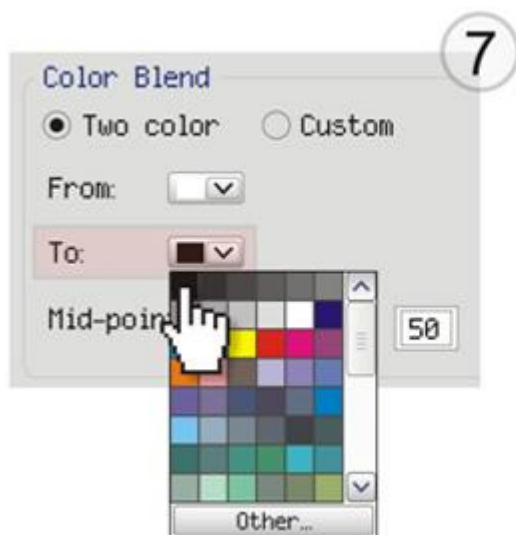 7
Color Blend
Two color Custom
From:
To:
Mid-poin
50
Other...